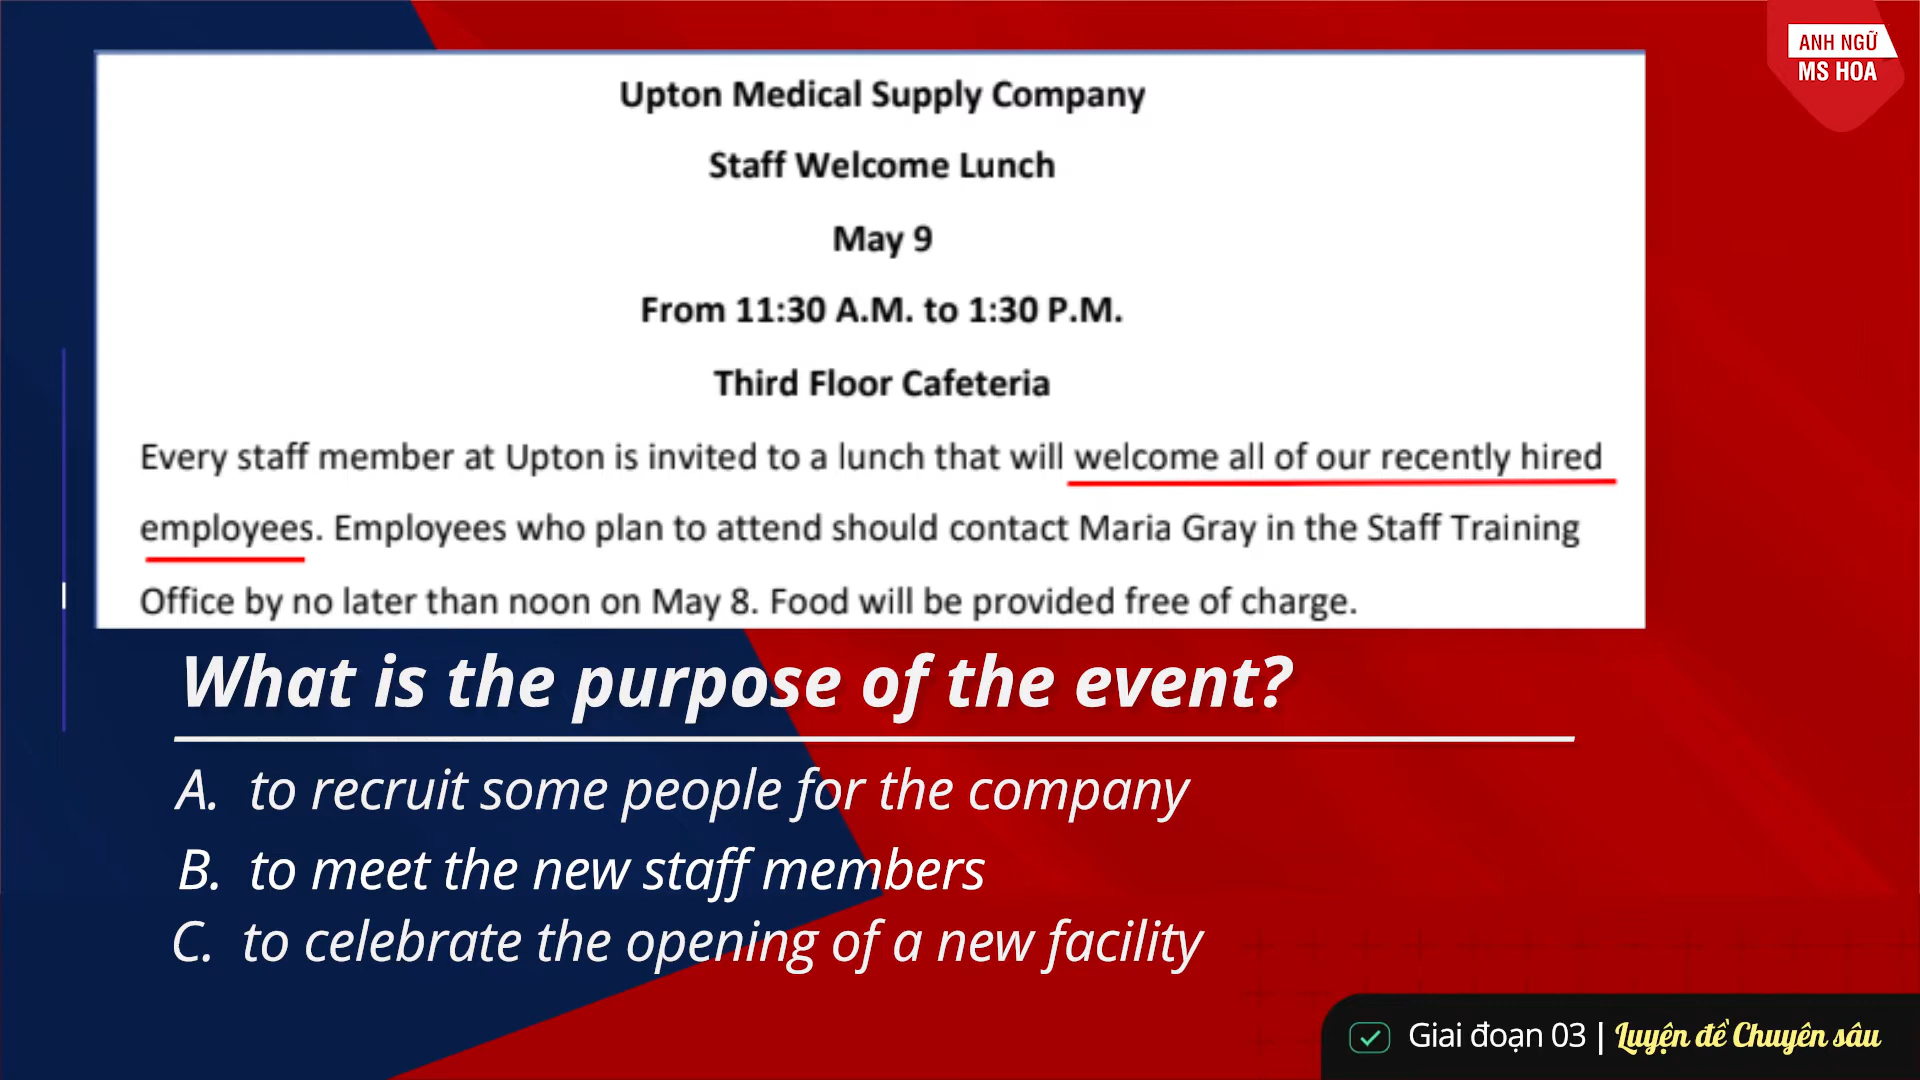 ANH NGỮ
MS HOA
Upton Medical Supply Company
Staff Welcome Lunch
May 9
From 11:30 A.M. to 1:30 P.M.
Third Floor Cafeteria
Every staff member at Upton is invited to a lunch that will welcome all of our recently hired
employees. Employees who plan to attend should contact Maria Gray in the Staff Training
Office by no later than noon on May 8. Food will be provided free of charge.
What is the purpose of the event?
A. to recruit some people for the company
B. to meet the new staff members
C. to celebrate the opening of a new facility
Giai đoạn 03 | Luyện đề Chuyên sâu